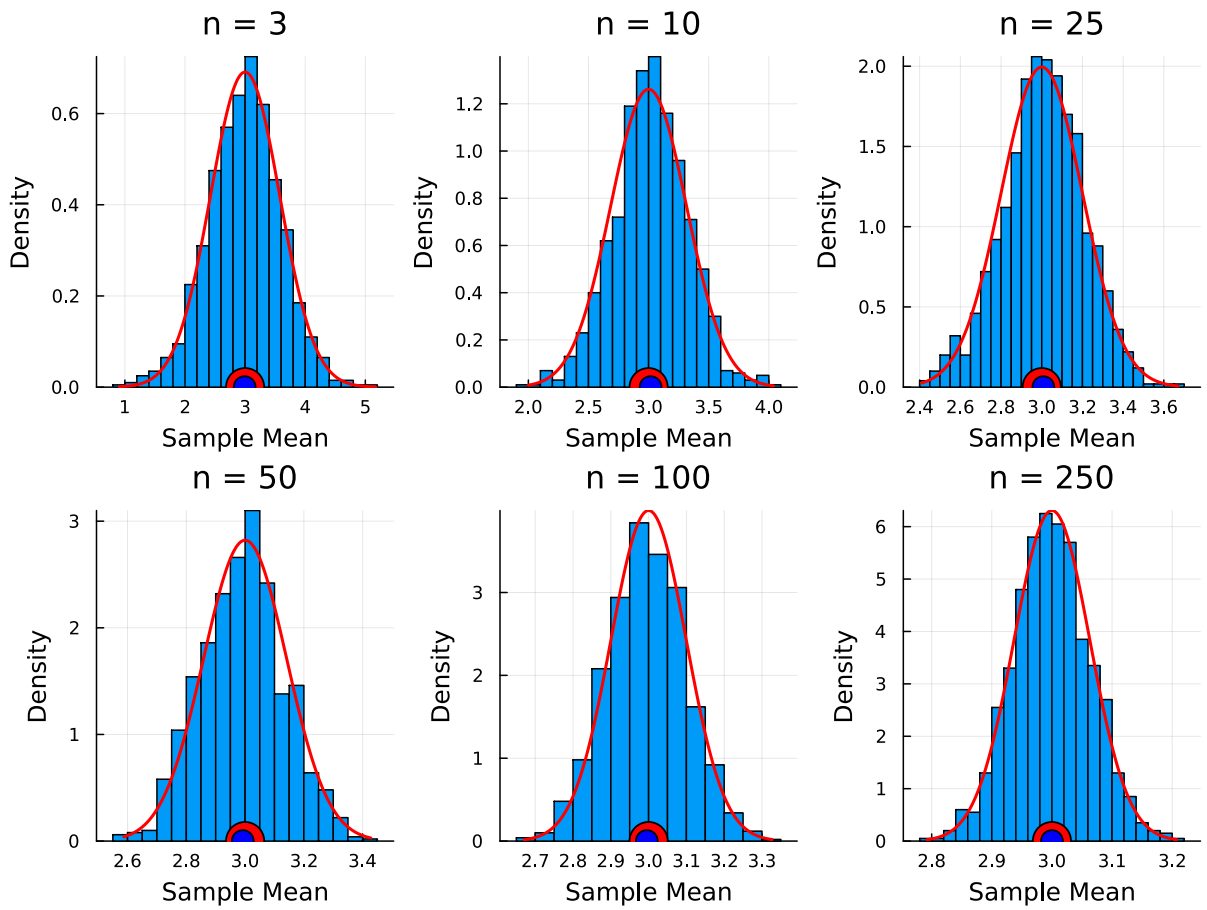 n = 3
n = 10
n = 25
Density
0.6
0.4
0.2
0.0
1 2 3 4 5
Sample Mean
Density
1.2
1.0
0.8
0.6
0.4
0.2
0.0
2.0 2.5 3.0 3.5 4.0
Sample Mean
Density
2.0
1.5
1.0
0.5
0.0
2.4 2.6 2.8 3.0 3.2 3.4 3.6
Sample Mean
n = 50
n = 100
n = 250
Density
3
2
1
0
2.6 2.8 3.0 3.2 3.4
Sample Mean
Density
3
2
1
0
2.7 2.8 2.9 3.0 3.1 3.2 3.3
Sample Mean
Density
6
5
4
3
2
1
0
2.8 2.9 3.0 3.1 3.2
Sample Mean